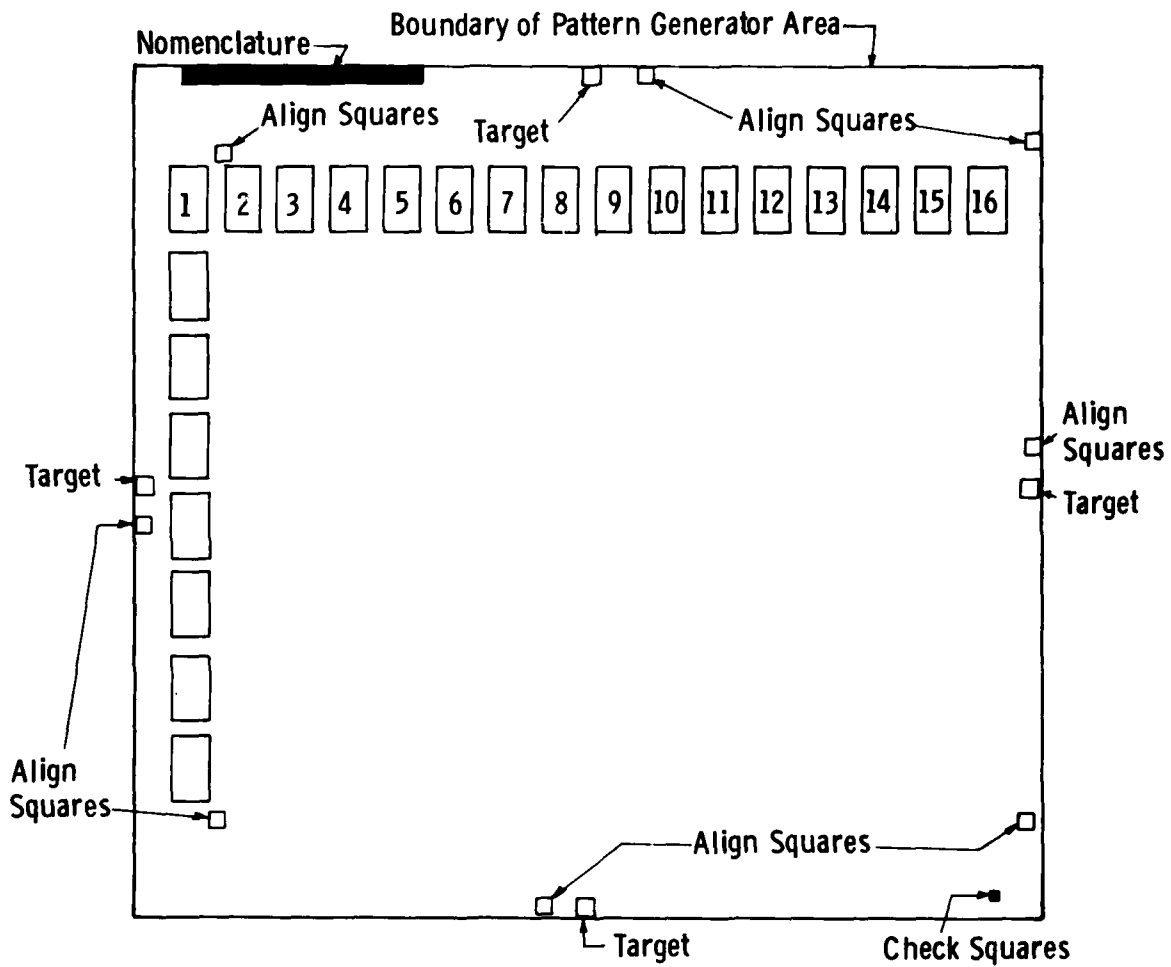 Boundary of Pattern Generator Area
Nomenclature
Align Squares
Target
Align Squares
1 2 3 4 5 6 7 8 9 10 11 12 13 14 15 16
Align
Squares
Target
Target
Align
Squares
Align Squares
Target
Check Squares